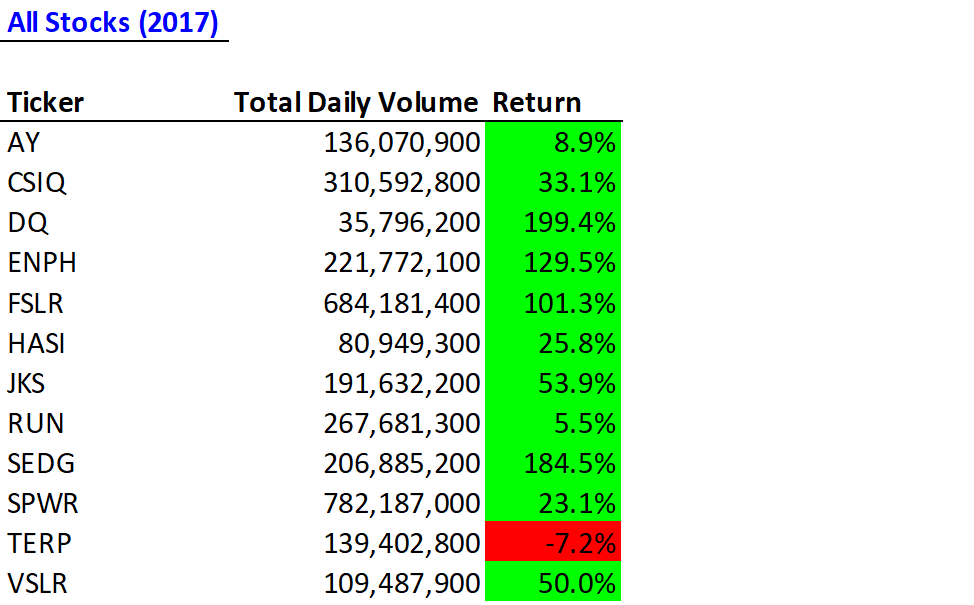 All Stocks (2017)
Ticker Total Daily Volume Return
AY 136,070,900 8.9%
CSIQ 310,592,800 33.1%
DQ 35,796,200 199.4%
ENPH 221,772,100 129.5%
FSLR 684,181,400 101.3%
HASI 80,949,300 25.8%
JKS 191,632,200 53.9%
RUN 267,681,300 5.5%
SEDG 206,885,200 184.5%
SPWR 782,187,000 23.1%
TERP 139,402,800 -7.2%
VSLR 109,487,900 50.0%